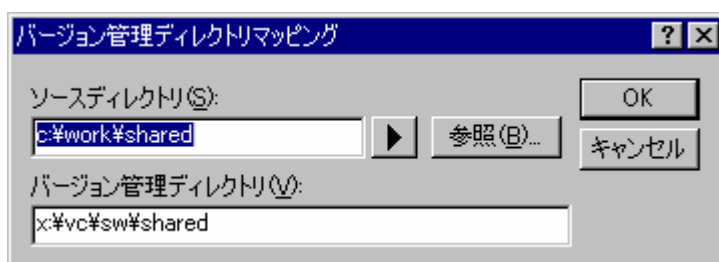 バージョン管理ディレクトリマッピング
ソースディレクトリ(S):
c:¥work¥shared
参照(B)...
OK
キャンセル
バージョン管理ディレクトリ(V):
x:¥vc¥sw¥shared